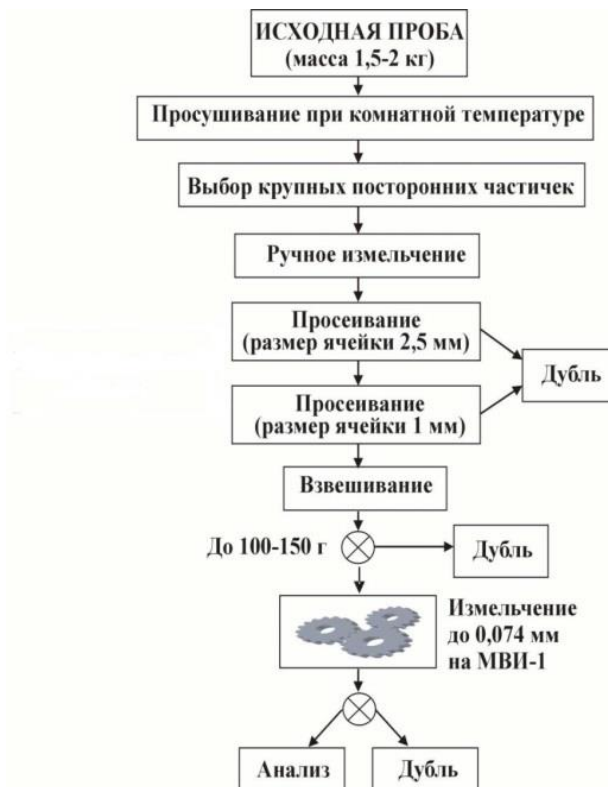 ИСХОДНАЯ ПРОБА
(масса 1,5-2 кг)
Просушивание при комнатной температуре
Выбор крупных посторонних частичек
Ручное измельчение
Просеивание
(размер ячейки 2,5 мм)
Дубль
Просеивание
(размер ячейки 1 мм)
Взвешивание
До 100-150 г
Дубль
Измельчение
до 0,074 мм
на МВИ-1
Анализ
Дубль